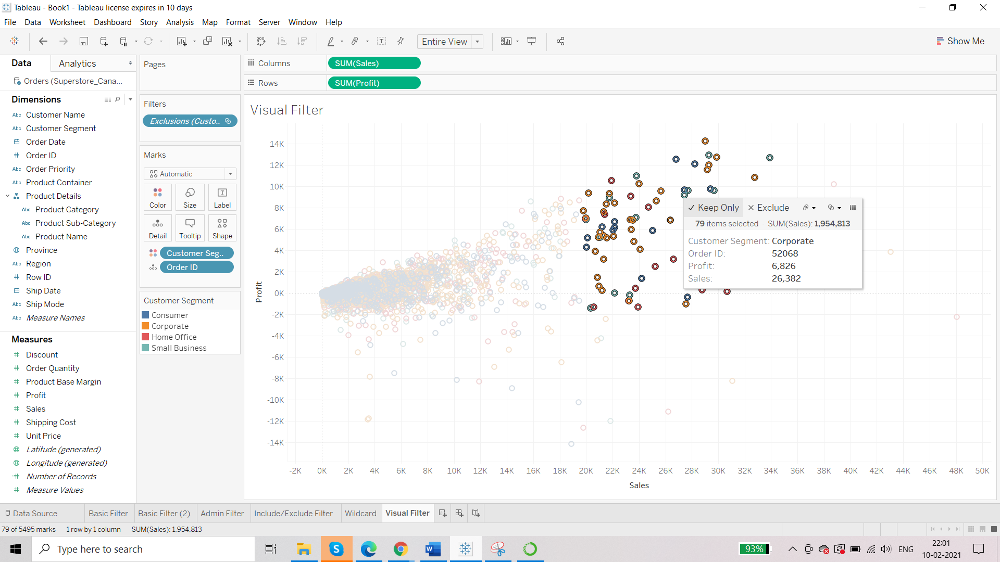 Tableau - Book1 - Tableau license expires in 10 days
File Data Worksheet Dashboard Story Analysis Map Format Server Window Help
Entire View
Show Me
Data Analytics
Orders (Superstore_Cana...
Dimensions
Abc Customer Name
Abc Customer Segment
Order Date
# Order ID
Abc Order Priority
Abc Product Container
Product Details
Abc Product Category
Abc Product Sub-Category
Abc Product Name
Province
Abc Region
# Row ID
Ship Date
Abc Ship Mode
Abc Measure Names
Measures
# Discount
# Order Quantity
# Product Base Margin
# Profit
# Sales
# Shipping Cost
# Unit Price
Latitude (generated)
Longitude (generated)
=# Number of Records
# Measure Values
Pages
Filters
Exclusions (Custo..
Marks
Automatic
Color Size Label
Detail Tooltip Shape
Customer Seg..
Order ID
Customer Segment
Consumer
Corporate
Home Office
Small Business
Columns SUM(Sales)
Rows SUM(Profit)
Visual Filter
14K
12K
10K
8K
6K
4K
2K
0K
-2K
-4K
-6K
-8K
-10K
-12K
-14K
Profit
Keep Only Exclude
79 items selected · SUM(Sales): 1,954,813
Customer Segment: Corporate
Order ID: 52068
Profit: 6,826
Sales: 26,382
-2K 0K 2K 4K 6K 8K 10K 12K 14K 16K 18K 20K 22K 24K 26K 28K 30K 32K 34K 36K 38K 40K 42K 44K 46K 48K 50K
Sales
Data Source Basic Filter Basic Filter (2) Admin Filter Include/Exclude Filter Wildcard Visual Filter
79 of 5495 marks 1 row by 1 column SUM(Sales): 1,954,813
Type here to search
93%
ENG
22:01
10-02-2021